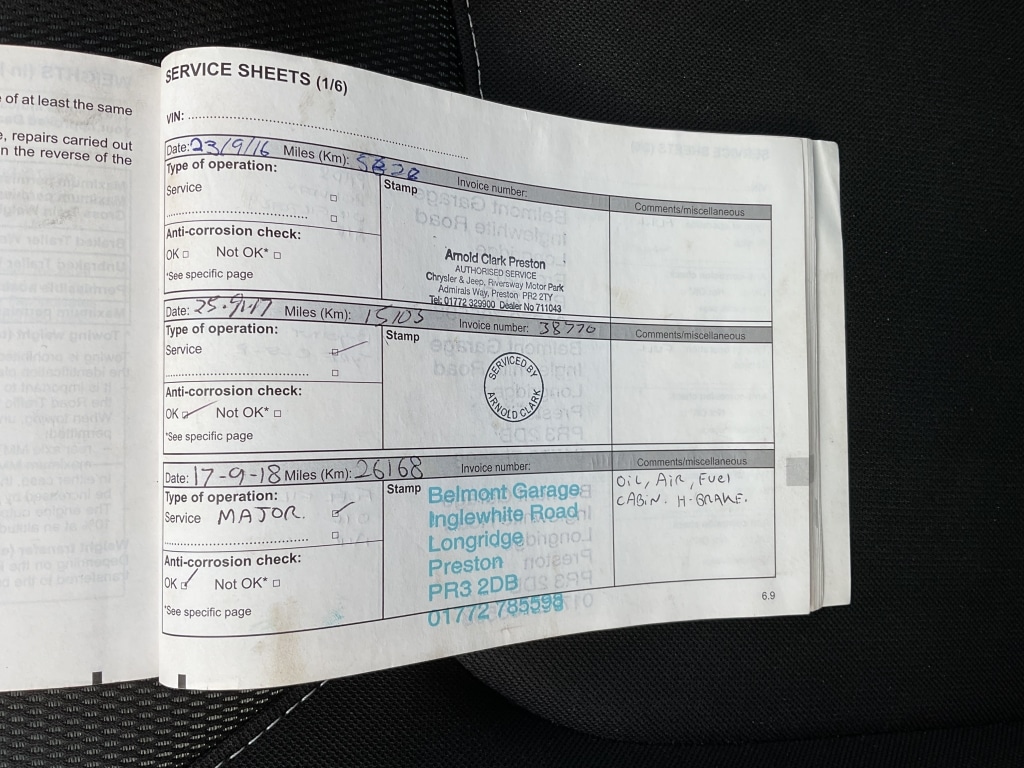 of at least the same
, repairs carried out
n the reverse of the
SERVICE SHEETS (1/6)
VIN:
Date: 23/9/16 Miles (Km): 5828 Invoice number:
Type of operation:
Stamp
Comments/miscellaneous
Service
Anti-corrosion check:
OK Not OK*
*See specific page
Arnold Clark Preston
AUTHORISED SERVICE
Chrysler & Jeep, Riversway Motor Park
Admirals Way, Preston PR2 2TY
Tel: 01772 329900 Dealer No 711043
Date: 25.9.17 Miles (Km): 15103 Invoice number: 38770
Type of operation:
Stamp
Comments/miscellaneous
Service
Anti-corrosion check:
OK Not OK*
*See specific page
SERVICED BY
ARNOLD CLARK
Date: 17-9-18 Miles (Km): 26168 Invoice number:
Type of operation:
Stamp
Comments/miscellaneous
Service MAJOR.
Anti-corrosion check:
OK Not OK*
*See specific page
Belmont Garage
Inglewhite Road
Longridge
Preston
PR3 2DB
01772 785598
OIL, AIR, FUEL
CABIN. H-BRAKE.
6.9